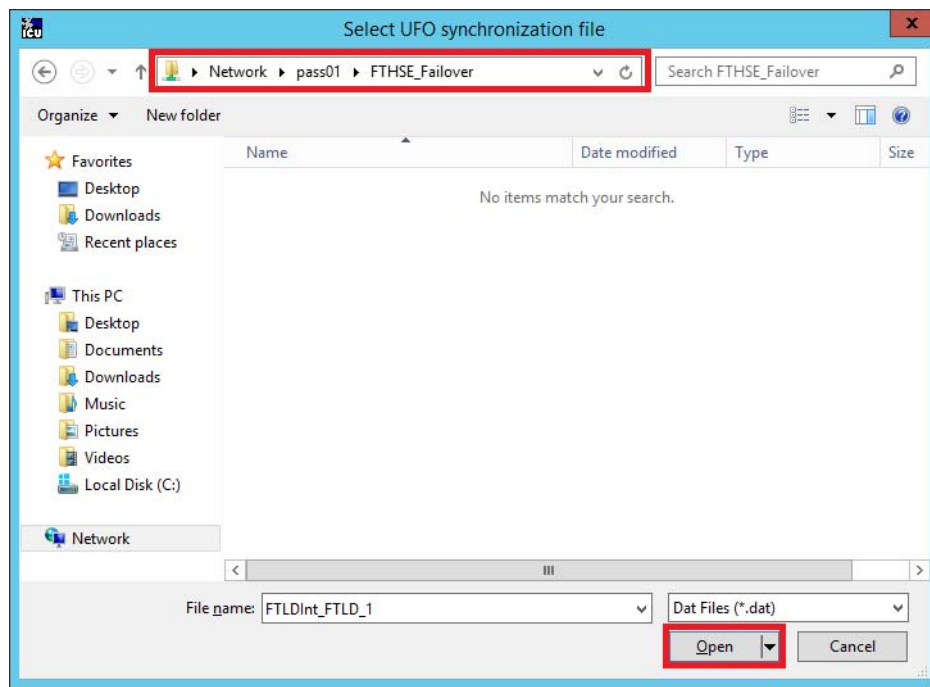 ICU
Select UFO synchronization file
x
Network pass01 FTHSE_Failover
Search FTHSE_Failover
Organize New folder
Name Date modified Type Size
No items match your search.
Favorites
Desktop
Downloads
Recent places
This PC
Desktop
Documents
Downloads
Music
Pictures
Videos
Local Disk (C:)
Network
File name: FTLDInt_FTLD_1 Dat Files (*.dat)
Open Cancel